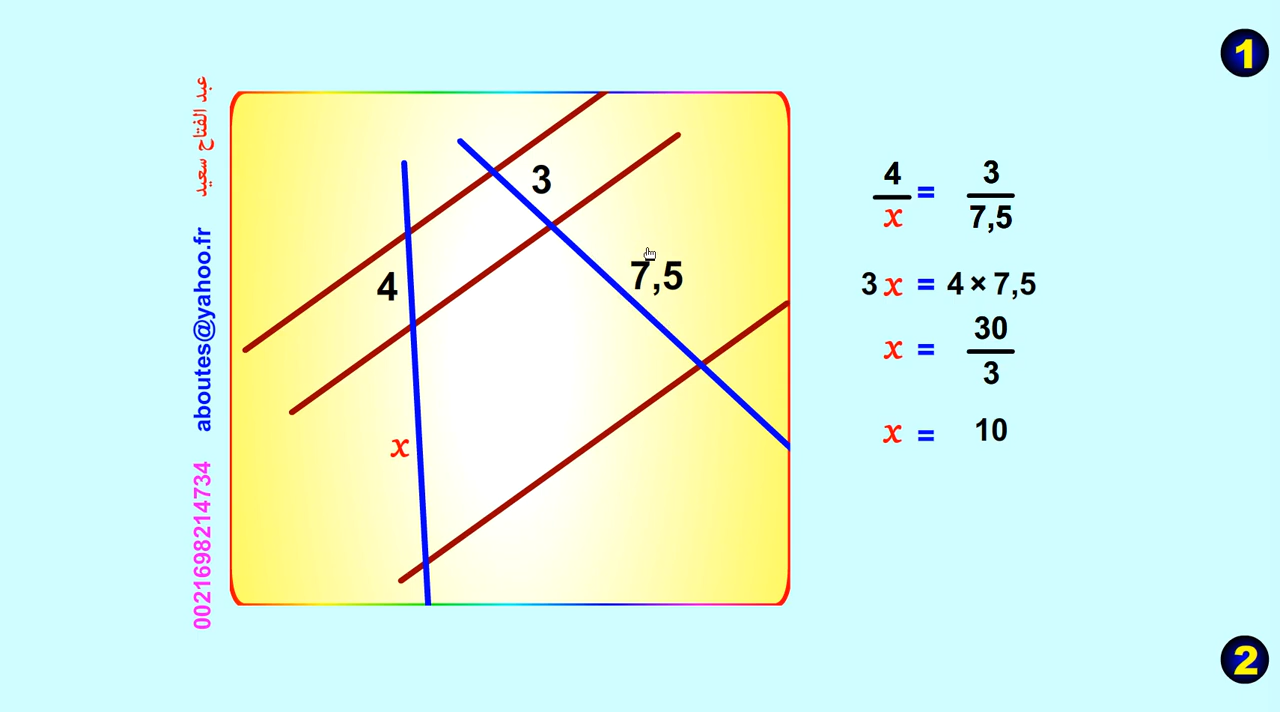 عبد الفتاح سعيد
aboutes@yahoo.fr
0021698214734
3
4
7,5
x
4/x = 3/7,5
3 x = 4 × 7,5
x = 30/3
x = 10
1
2